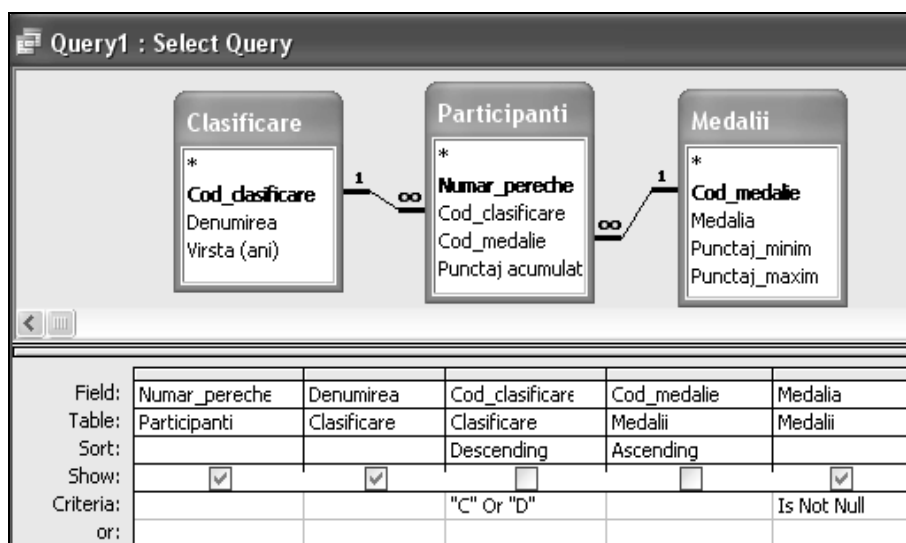 Query1 : Select Query
Clasificare
*
Cod_clasificare
Denumirea
Virsta (ani)
1
∞
Participanti
*
Numar_pereche
Cod_clasificare
Cod_medalie
Punctaj acumulat
∞
1
Medalii
*
Cod_medalie
Medalia
Punctaj_minim
Punctaj_maxim
Field: Numar_pereche Denumirea Cod_clasificare Cod_medalie Medalia
Table: Participanti Clasificare Clasificare Medalii Medalii
Sort: Descending Ascending
Show:
Criteria: "C" Or "D" Is Not Null
or: